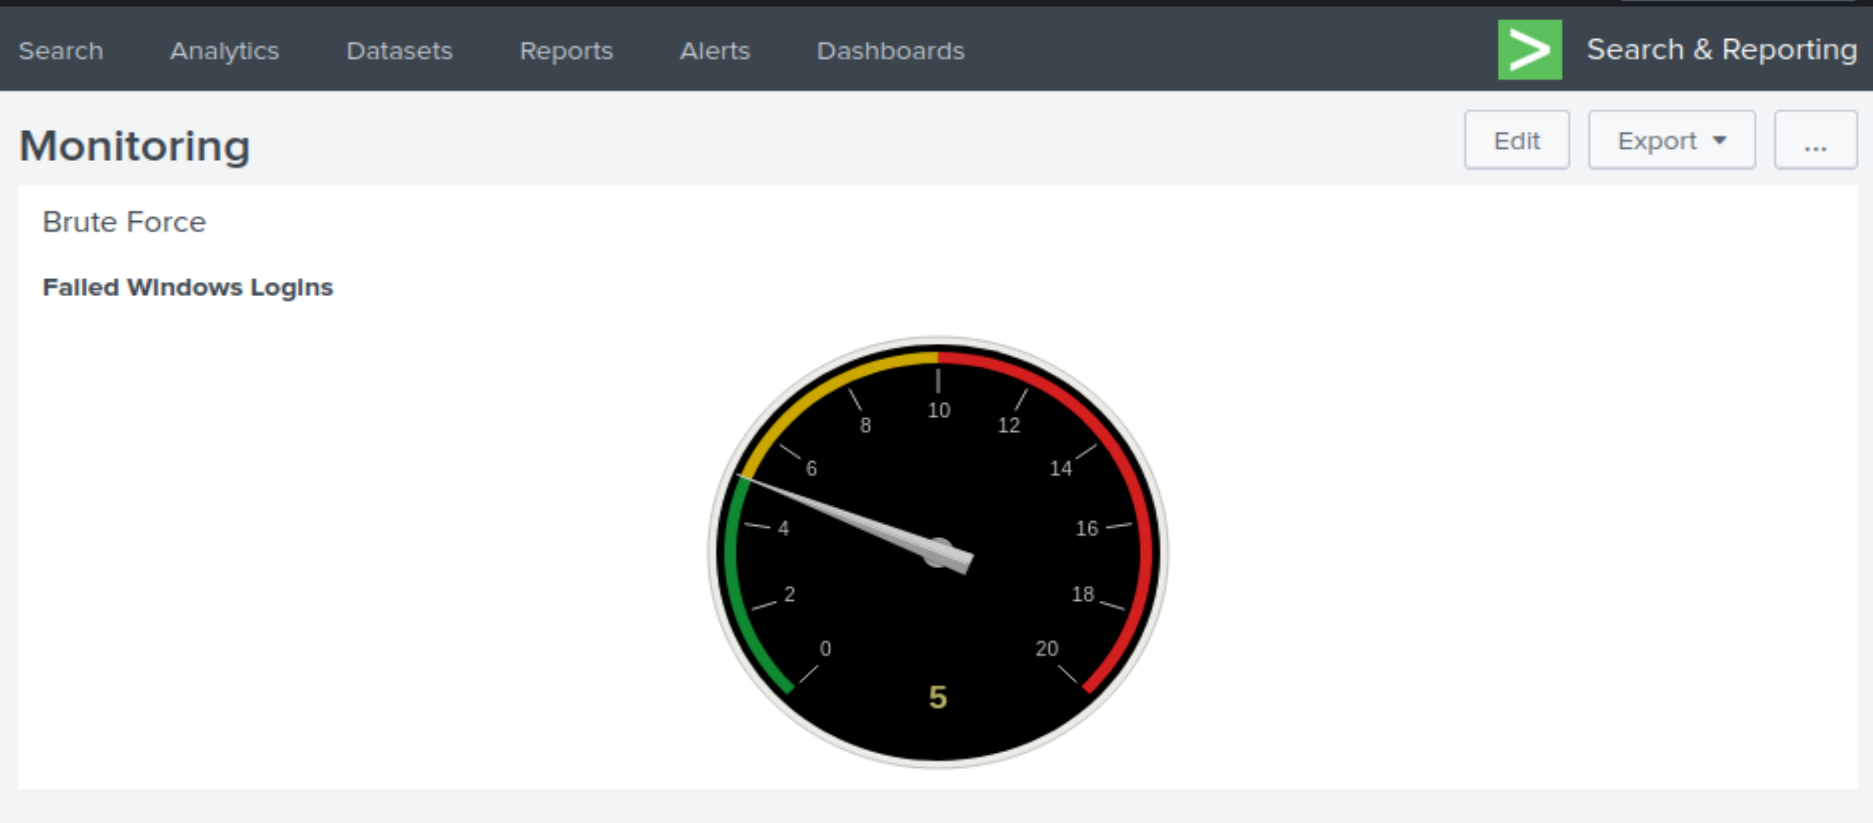 Search Analytics Datasets Reports Alerts Dashboards > Search & Reporting
Monitoring
Edit Export ...
Brute Force
Failed Windows Logins
10
8 12
6 14
4 16
2 18
0 20
5